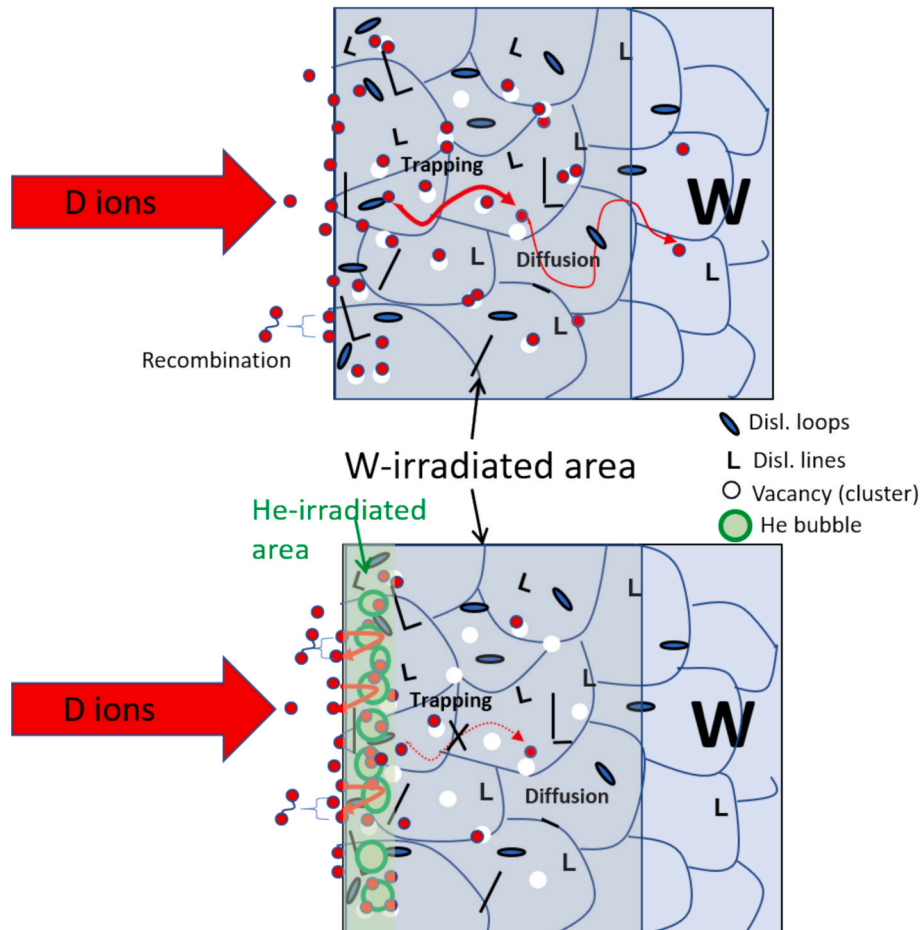 L
L
L
L
L
Trapping
L
D ions
W
L
Diffusion
L
L
Recombination
L
Disl. loops
W-irradiated area
L Disl. lines
Vacancy (cluster)
He-irradiated
area
He bubble
L
L
L
L
L
L
Trapping
L
D ions
W
L
Diffusion
L
L